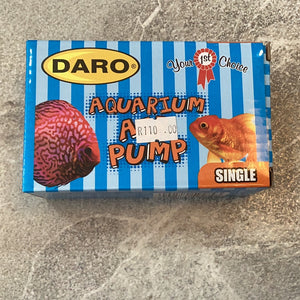 DARO®
Your 1st Choice
AQUARIUM
A
R110.00
PUMP
SINGLE